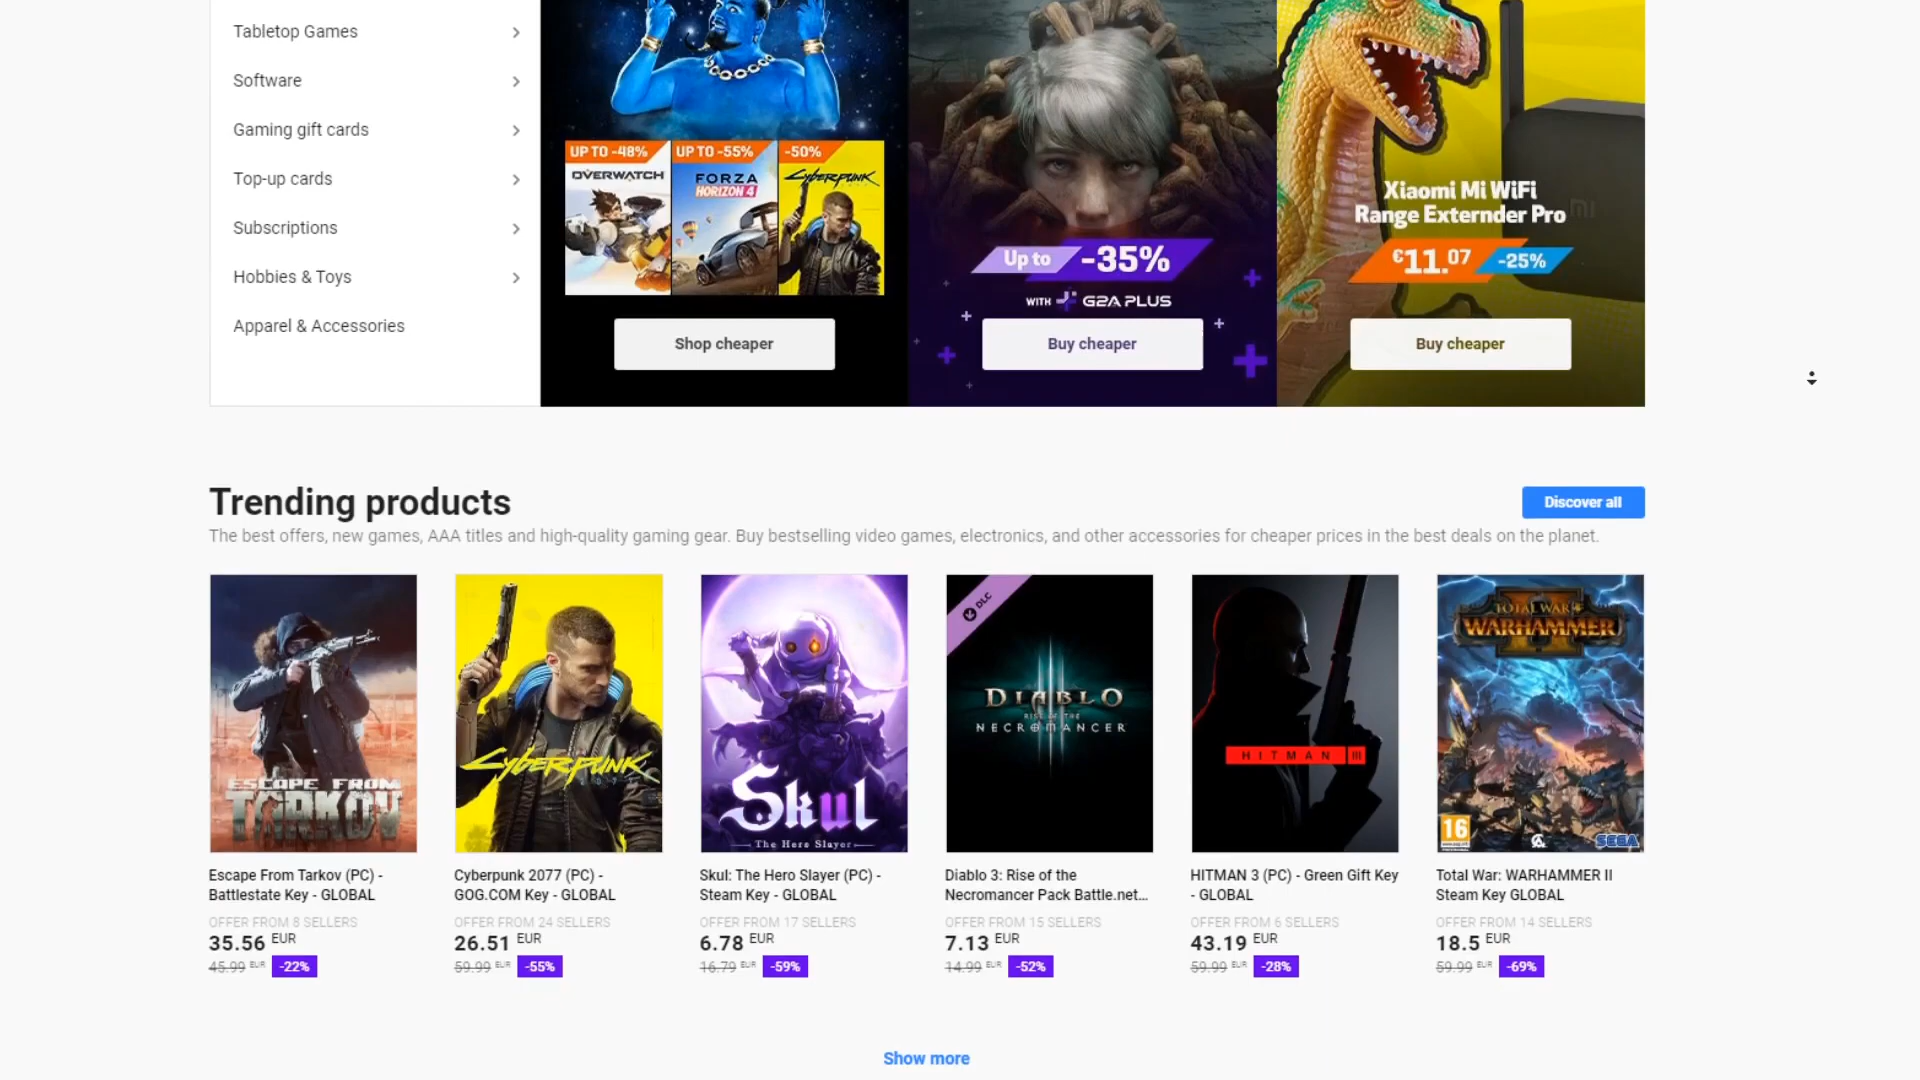 Tabletop Games
Software
Gaming gift cards
Top-up cards
Subscriptions
Hobbies & Toys
Apparel & Accessories
UP TO -48%
UP TO -55%
-50%
OVERWATCH
FORZA
HORIZON 4
Cyberpunk
Shop cheaper
Up to -35%
WITH G2A PLUS
Buy cheaper
Xiaomi Mi WiFi
Range Externder Pro
€11.07
-25%
Buy cheaper
Trending products
Discover all
The best offers, new games, AAA titles and high-quality gaming gear. Buy bestselling video games, electronics, and other accessories for cheaper prices in the best deals on the planet.
ESCAPE FROM
TARKOV
Escape From Tarkov (PC) -
Battlestate Key - GLOBAL
OFFER FROM 8 SELLERS
35.56 EUR
45.99 EUR -22%
Cyberpunk
Cyberpunk 2077 (PC) -
GOG.COM Key - GLOBAL
OFFER FROM 24 SELLERS
26.51 EUR
59.99 EUR -55%
Skul
The Hero Slayer
Skul: The Hero Slayer (PC) -
Steam Key - GLOBAL
OFFER FROM 17 SELLERS
6.78 EUR
16.79 EUR -59%
DLC
DIABLO
III
RISE OF THE
NECROMANCER
Diablo 3: Rise of the
Necromancer Pack Battle.net...
OFFER FROM 15 SELLERS
7.13 EUR
14.99 EUR -52%
HITMAN III
HITMAN 3 (PC) - Green Gift Key
- GLOBAL
OFFER FROM 6 SELLERS
43.19 EUR
59.99 EUR -28%
TOTAL WAR
WARHAMMER
II
16
SEGA
Total War: WARHAMMER II
Steam Key GLOBAL
OFFER FROM 14 SELLERS
18.5 EUR
59.99 EUR -69%
Show more